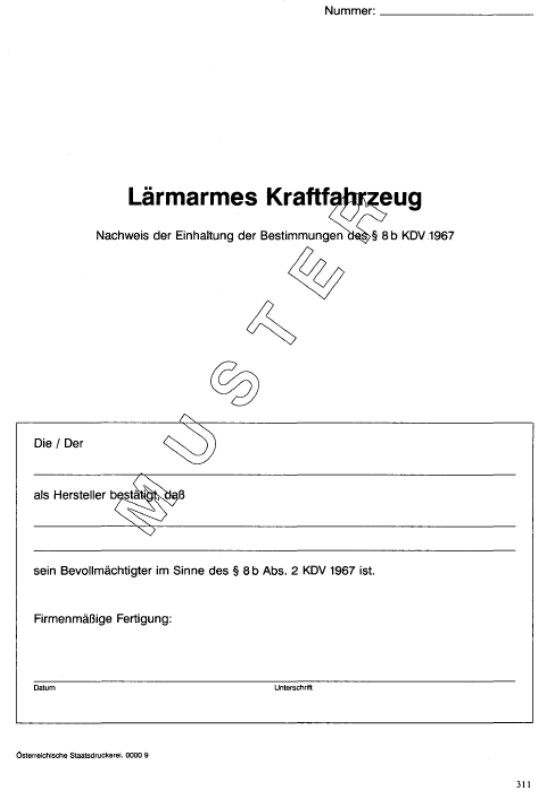 Nummer:
Lärmarmes Kraftfahrzeug
Nachweis der Einhaltung der Bestimmungen des § 8 b KDV 1967
MUSTER
Die / Der
als Hersteller bestätigt, daß
sein Bevollmächtigter im Sinne des § 8 b Abs. 2 KDV 1967 ist.
Firmenmäßige Fertigung:
Datum Unterschrift
Österreichische Staatsdruckerei. 0000 9
311